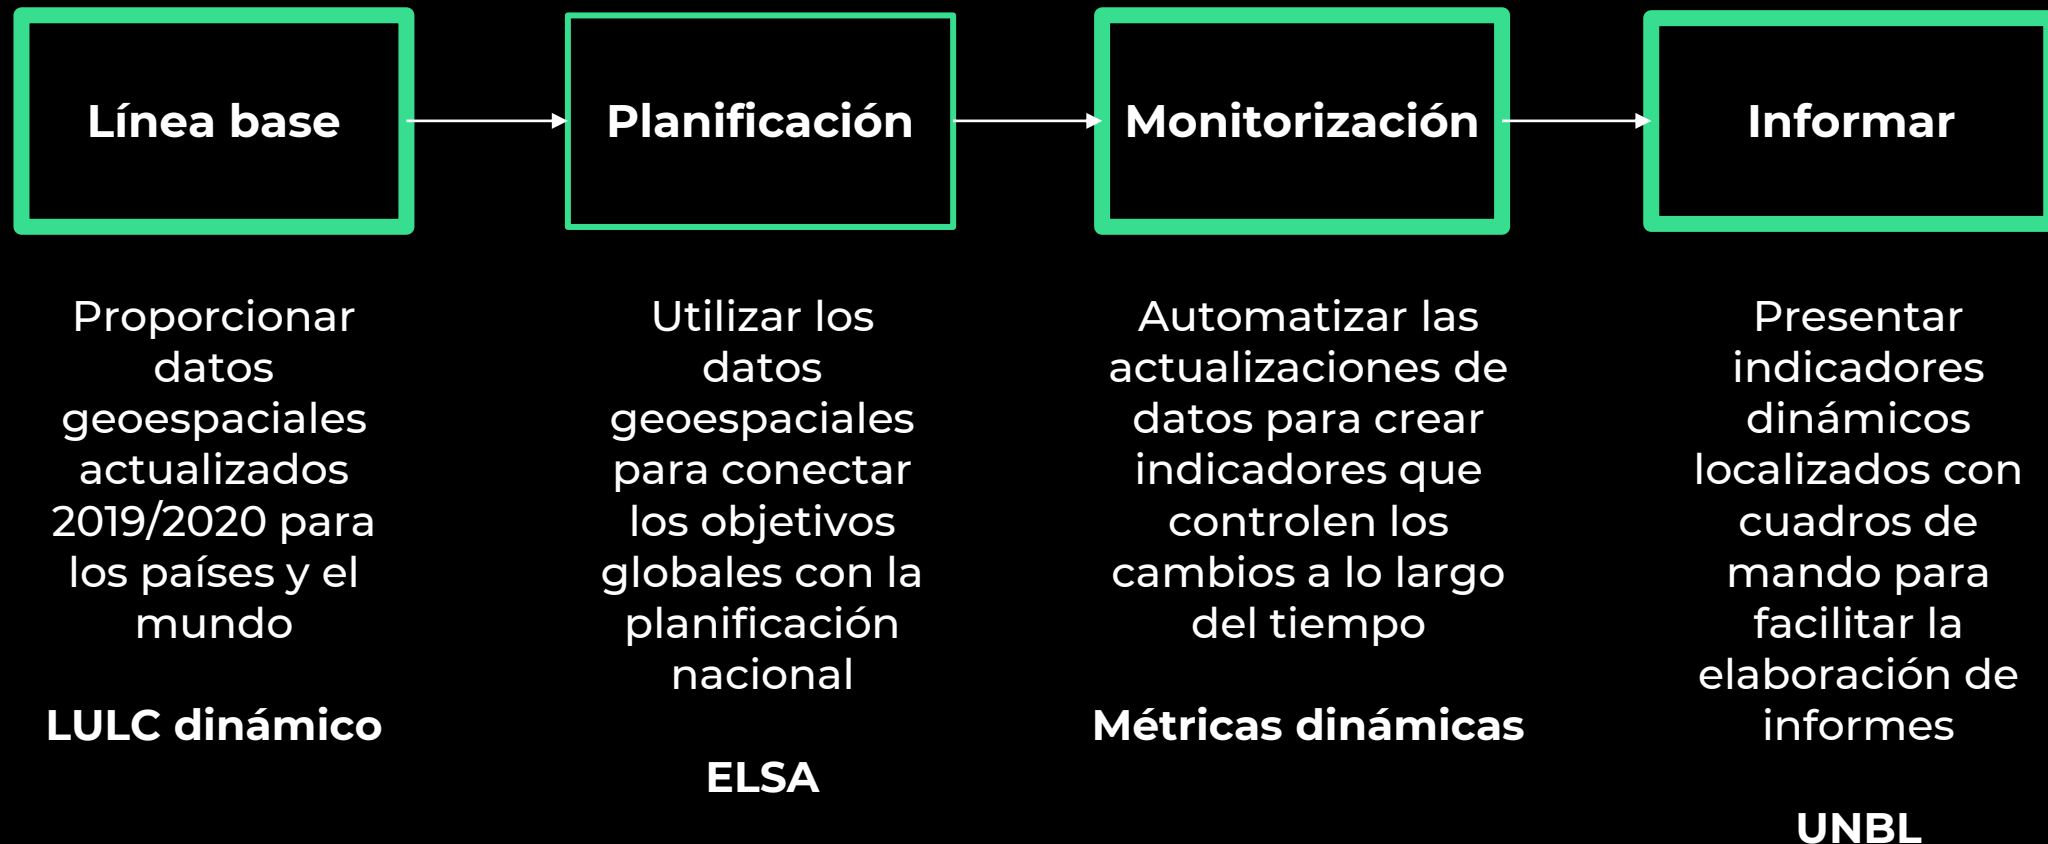 Línea base
Planificación
Monitorización
Informar
Proporcionar
datos
geoespaciales
actualizados
2019/2020 para
los países y el
mundo
LULC dinámico
Utilizar los
datos
geoespaciales
para conectar
los objetivos
globales con la
planificación
nacional
ELSA
Automatizar las
actualizaciones de
datos para crear
indicadores que
controlen los
cambios a lo largo
del tiempo
Métricas dinámicas
Presentar
indicadores
dinámicos
localizados con
cuadros de
mando para
facilitar la
elaboración de
informes
UNBL